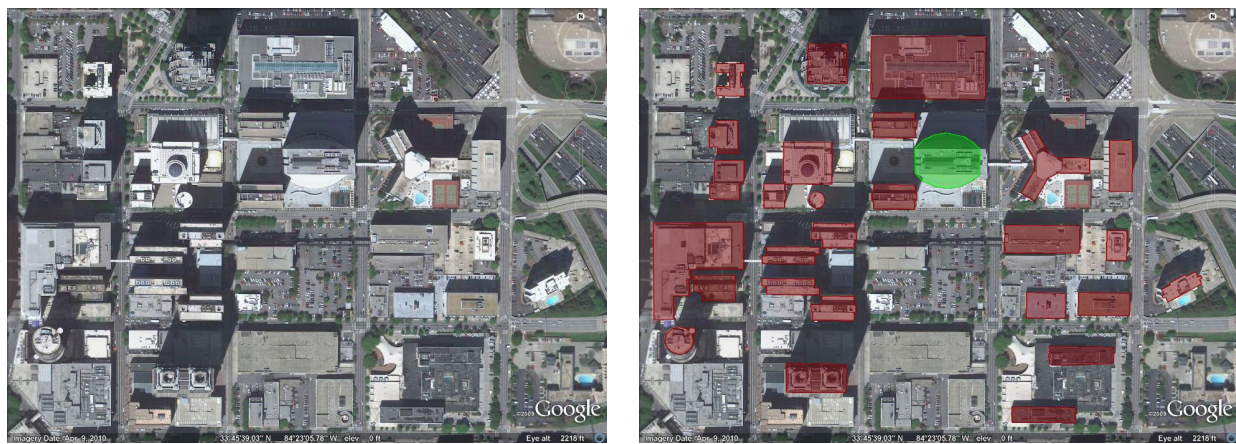 N
N
©2009 Google
©2009 Google
Imagery Date: Apr 9, 2010 33°45'39.03" N 84°23'05.78" W elev 0 ft Eye alt 2218 ft
Imagery Date: Apr 9, 2010 33°45'39.03" N 84°23'05.78" W elev 0 ft Eye alt 2218 ft